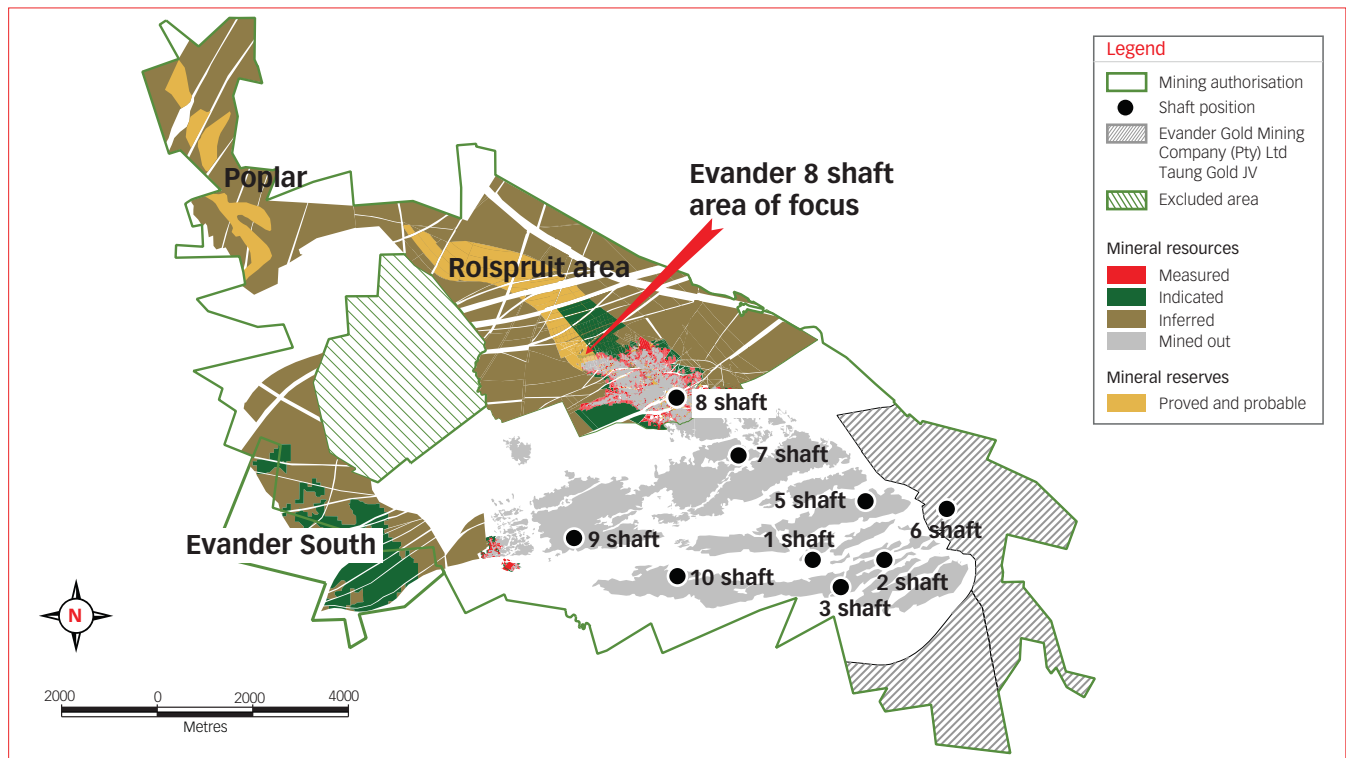 Poplar
Evander 8 shaft
area of focus
Rolspruit area
8 shaft
7 shaft
5 shaft
6 shaft
9 shaft
1 shaft
Evander South
10 shaft
2 shaft
3 shaft
N
2000 0 2000 4000
Metres
Legend
Mining authorisation
Shaft position
Evander Gold Mining
Company (Pty) Ltd
Taung Gold JV
Excluded area
Mineral resources
Measured
Indicated
Inferred
Mined out
Mineral reserves
Proved and probable